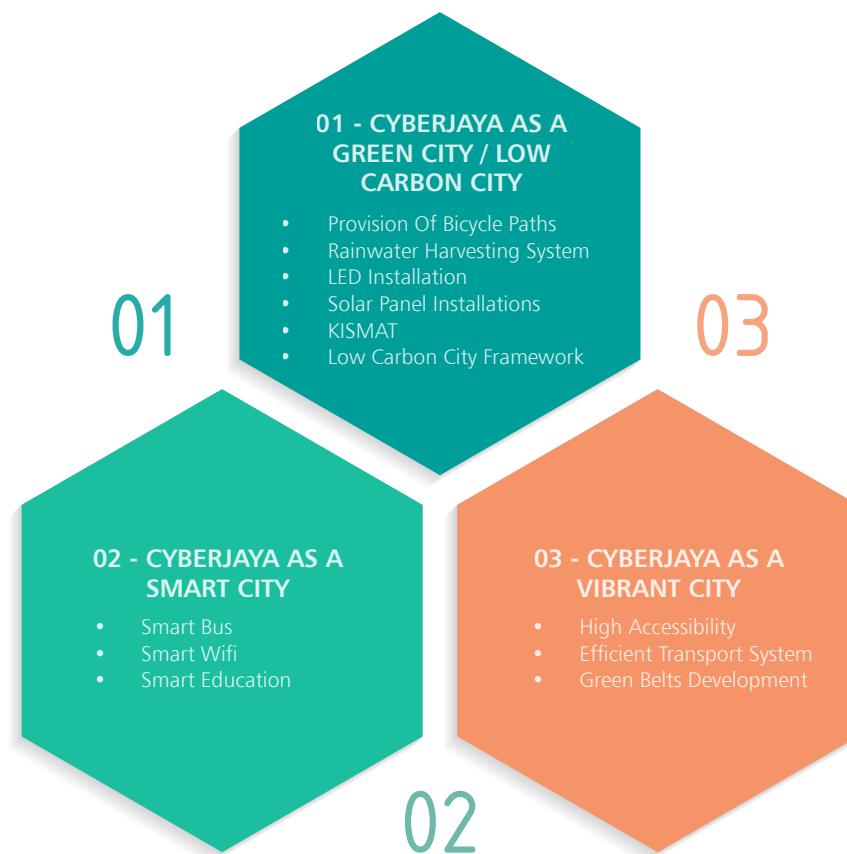 01 - CYBERJAYA AS A
GREEN CITY / LOW
CARBON CITY
• Provision Of Bicycle Paths
• Rainwater Harvesting System
• LED Installation
• Solar Panel Installations
• KISMAT
• Low Carbon City Framework
01
03
02 - CYBERJAYA AS A
SMART CITY
• Smart Bus
• Smart Wifi
• Smart Education
03 - CYBERJAYA AS A
VIBRANT CITY
• High Accessibility
• Efficient Transport System
• Green Belts Development
02